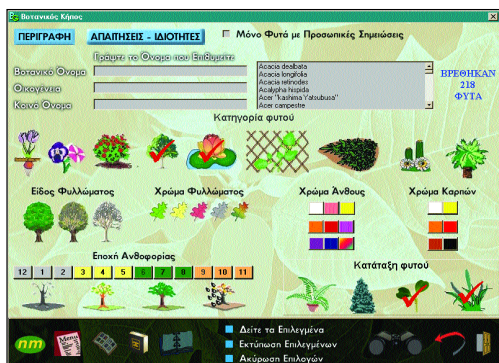 Βοτανικός Κήπος
ΠΕΡΙΓΡΑΦΗ
ΑΠΑΙΤΗΣΕΙΣ - ΙΔΙΟΤΗΤΕΣ
Μόνο Φυτά με Προσωπικές Σημειώσεις
Γράψτε το Όνομα που Επιθυμείτε
Βοτανικό Όνομα
Οικογένεια
Κοινό Όνομα
Acacia dealbata
Acacia longifolia
Acacia retinodes
Acalypha hispida
Acer "kashima Yatsubusa"
Acer campestre
ΒΡΕΘΗΚΑΝ
218
ΦΥΤΑ
Κατηγορία φυτού
Είδος Φυλλώματος
Χρώμα Φυλλώματος
Χρώμα Άνθους
Χρώμα Καρπών
Εποχή Ανθοφορίας
12 1 2 3 4 5 6 7 8 9 10 11
Κατάταξη φυτού
nm
Menu
Δείτε τα Επιλεγμένα
Εκτύπωση Επιλεγμένων
Ακύρωση Επιλογών